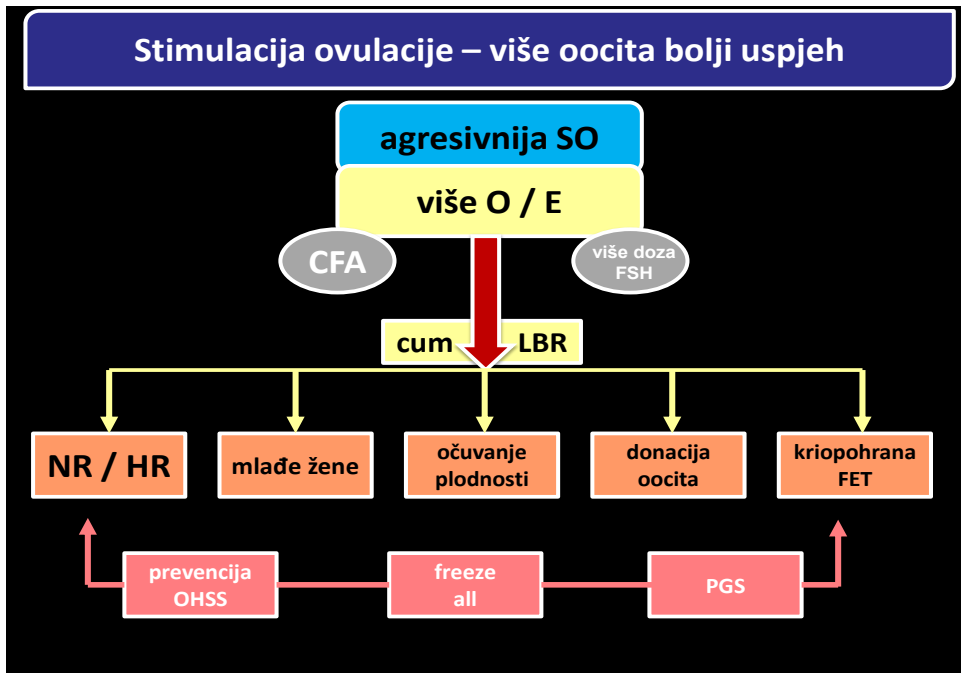 Stimulacija ovulacije – više oocita bolji uspjeh
agresivnija SO
više O / E
CFA
više doza
FSH
cum LBR
NR / HR
mlađe žene
očuvanje
plodnosti
donacija
oocita
kriopohrana
FET
prevencija
OHSS
freeze
all
PGS